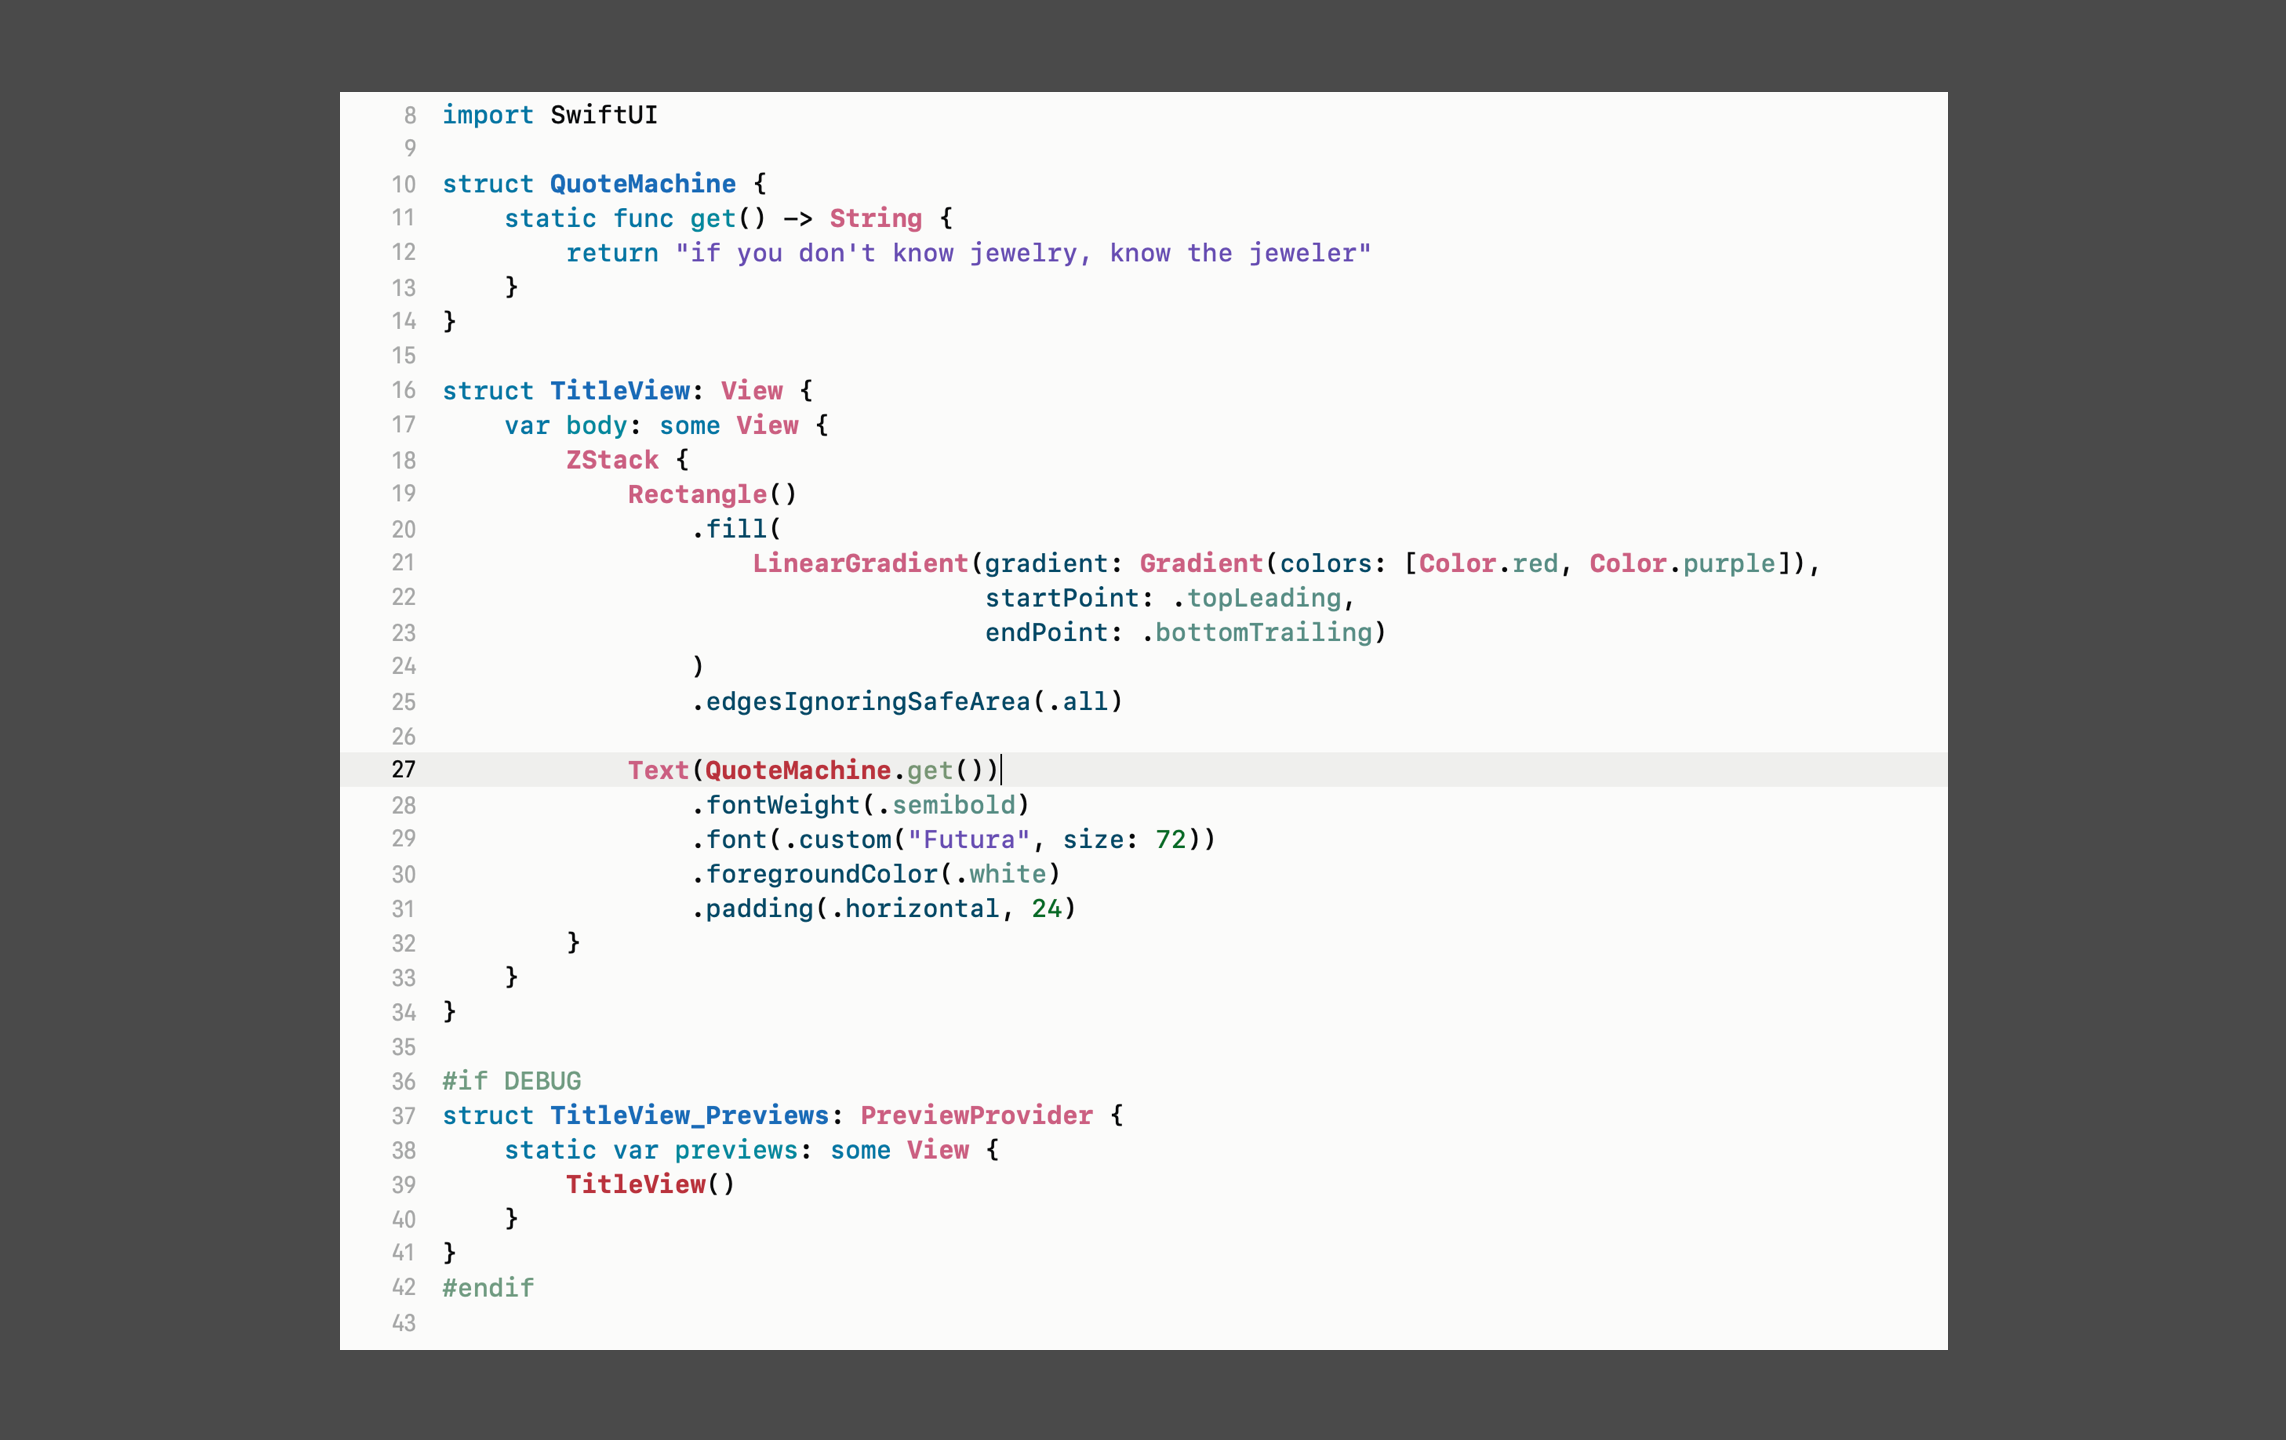 8 import SwiftUI
9
10 struct QuoteMachine {
11     static func get() -> String {
12         return "if you don't know jewelry, know the jeweler"
13     }
14 }
15
16 struct TitleView: View {
17     var body: some View {
18         ZStack {
19             Rectangle()
20                 .fill(
21                     LinearGradient(gradient: Gradient(colors: [Color.red, Color.purple]),
22                                    startPoint: .topLeading,
23                                    endPoint: .bottomTrailing)
24                 )
25                 .edgesIgnoringSafeArea(.all)
26
27             Text(QuoteMachine.get())
28                 .fontWeight(.semibold)
29                 .font(.custom("Futura", size: 72))
30                 .foregroundColor(.white)
31                 .padding(.horizontal, 24)
32         }
33     }
34 }
35
36 #if DEBUG
37 struct TitleView_Previews: PreviewProvider {
38     static var previews: some View {
39         TitleView()
40     }
41 }
42 #endif
43